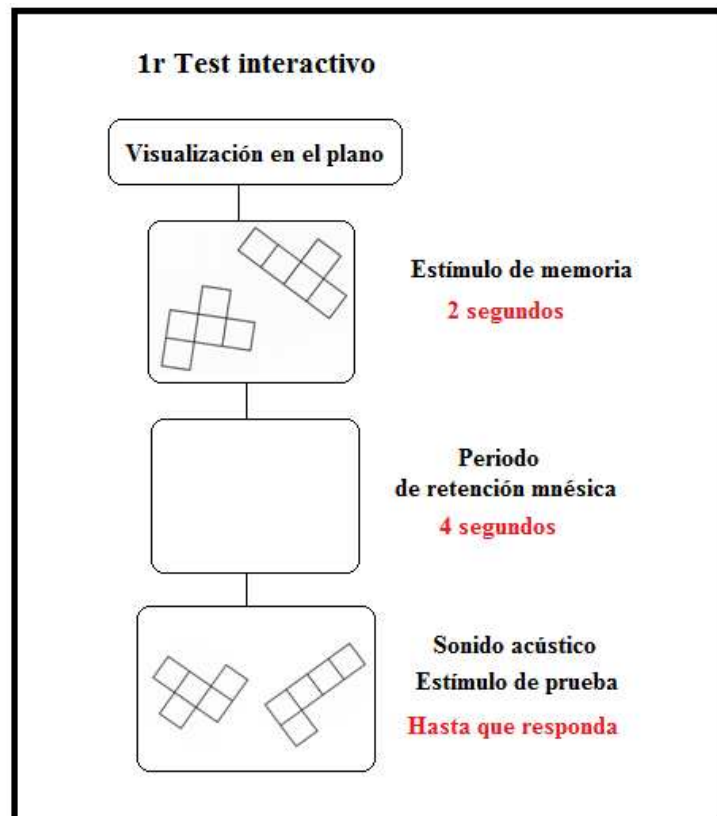 1r Test interactivo
Visualización en el plano
Estímulo de memoria
2 segundos
Periodo
de retención mnésica
4 segundos
Sonido acústico
Estímulo de prueba
Hasta que responda